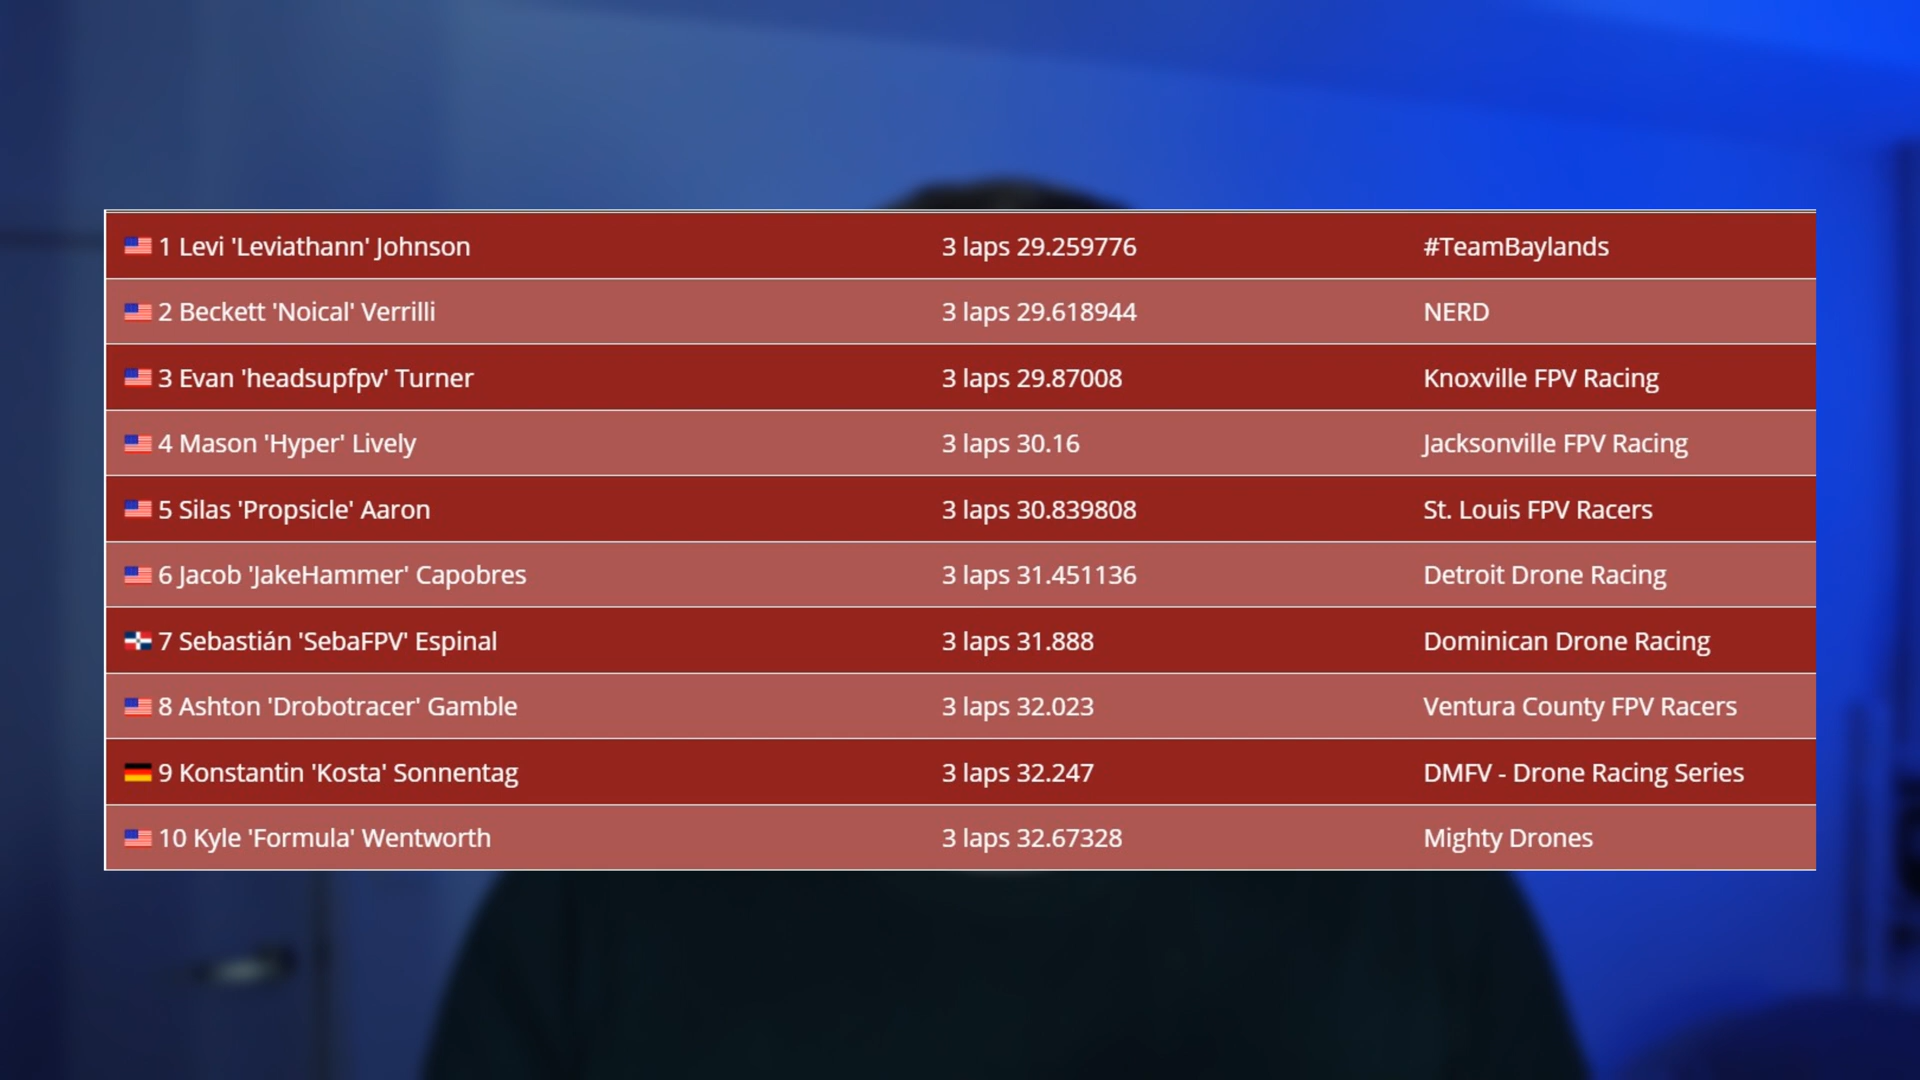 1 Levi 'Leviathann' Johnson 3 laps 29.259776 #TeamBaylands
2 Beckett 'Noical' Verrilli 3 laps 29.618944 NERD
3 Evan 'headsupfpv' Turner 3 laps 29.87008 Knoxville FPV Racing
4 Mason 'Hyper' Lively 3 laps 30.16 Jacksonville FPV Racing
5 Silas 'Propsicle' Aaron 3 laps 30.839808 St. Louis FPV Racers
6 Jacob 'JakeHammer' Capobres 3 laps 31.451136 Detroit Drone Racing
7 Sebastián 'SebaFPV' Espinal 3 laps 31.888 Dominican Drone Racing
8 Ashton 'Drobotracer' Gamble 3 laps 32.023 Ventura County FPV Racers
9 Konstantin 'Kosta' Sonnentag 3 laps 32.247 DMFV - Drone Racing Series
10 Kyle 'Formula' Wentworth 3 laps 32.67328 Mighty Drones